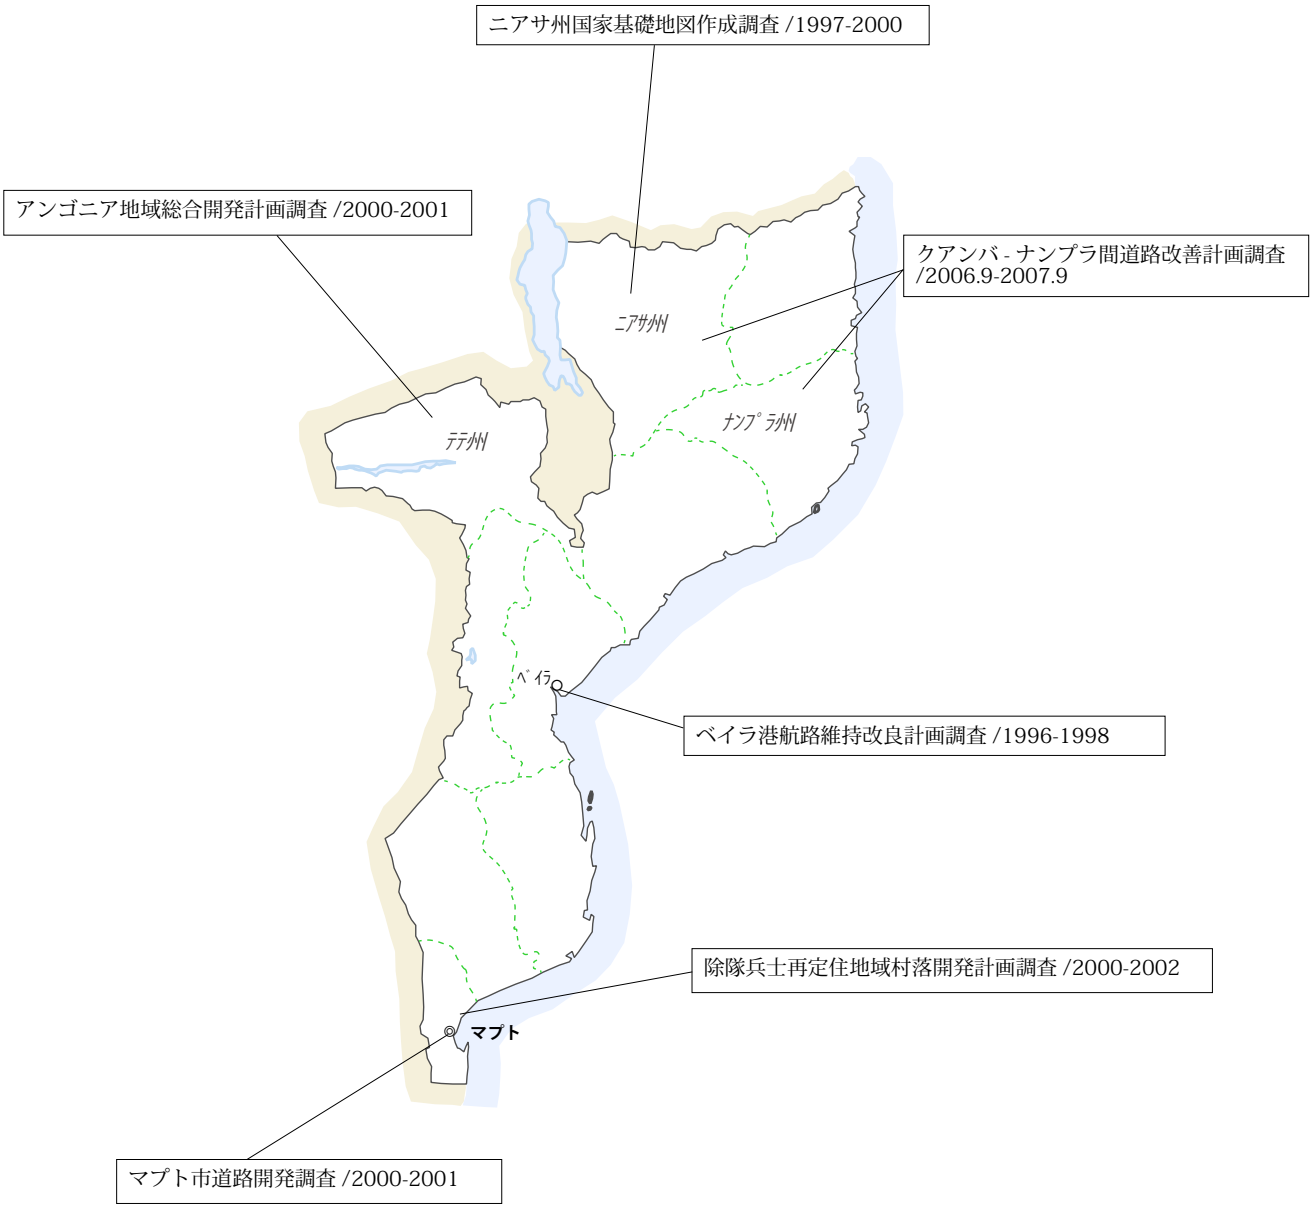 ニアサ州国家基礎地図作成調査 /1997-2000
アンゴニア地域総合開発計画調査 /2000-2001
クアンバ - ナンプラ間道路改善計画調査
/2006.9-2007.9
ニアサ州
ナンプラ州
テテ州
ベイラ
ベイラ港航路維持改良計画調査 /1996-1998
除隊兵士再定住地域村落開発計画調査 /2000-2002
マプト
マプト市道路開発調査 /2000-2001